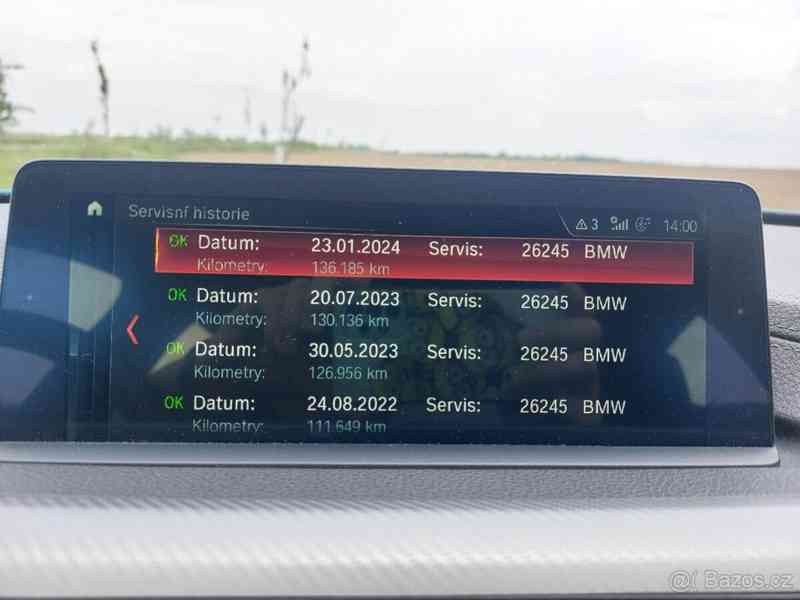 Servisní historie
3 14:00
OK Datum: 23.01.2024 Servis: 26245 BMW
Kilometry: 136.185 km
OK Datum: 20.07.2023 Servis: 26245 BMW
Kilometry: 130.136 km
OK Datum: 30.05.2023 Servis: 26245 BMW
Kilometry: 126.956 km
OK Datum: 24.08.2022 Servis: 26245 BMW
Kilometry: 111.649 km
@ Bazos.cz